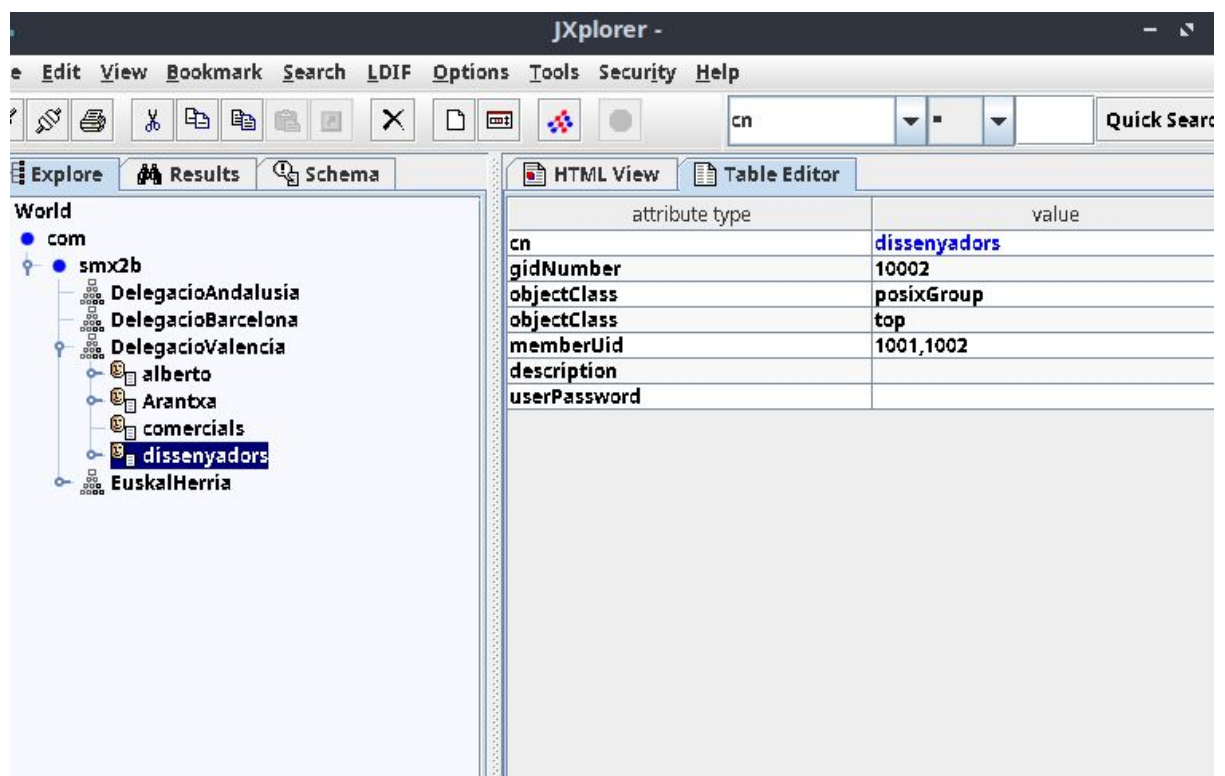 JXplorer -
e Edit View Bookmark Search LDIF Options Tools Security Help
cn = Quick Searc
Explore Results Schema
HTML View Table Editor
World
com
smx2b
DelegacioAndalusia
DelegacioBarcelona
DelegacioValencia
alberto
Arantxa
comercials
dissenyadors
EuskalHerria
attribute type value
cn dissenyadors
gidNumber 10002
objectClass posixGroup
objectClass top
memberUid 1001,1002
description
userPassword